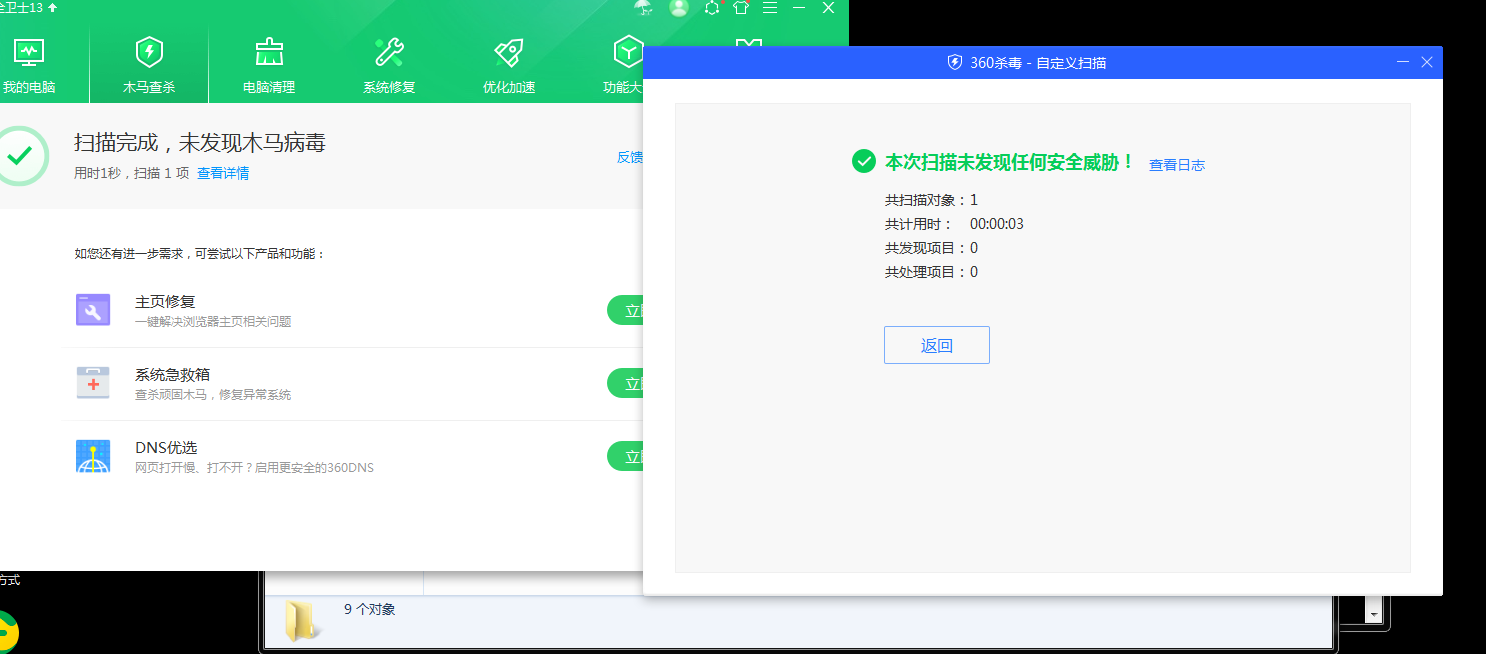 全卫士13
我的电脑
木马查杀
电脑清理
系统修复
优化加速
功能大
扫描完成，未发现木马病毒
用时1秒，扫描 1 项 查看详情
反馈
如您还有进一步需求，可尝试以下产品和功能：
主页修复
一键解决浏览器主页相关问题
立即
系统急救箱
查杀顽固木马，修复异常系统
立即
DNS优选
网页打开慢、打不开？启用更安全的360DNS
立即
方式
9 个对象
360杀毒 - 自定义扫描
本次扫描未发现任何安全威胁！ 查看日志
共扫描对象：1
共计用时： 00:00:03
共发现项目：0
共处理项目：0
返回